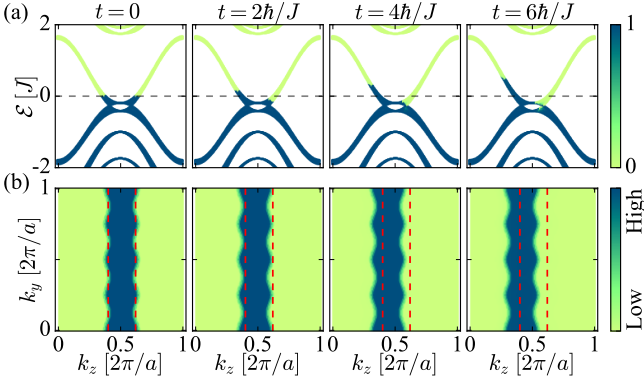 (a) t = 0 t = 2ħ/J t = 4ħ/J t = 6ħ/J
2 1
ℰ [J] 0
-2 0
(b) 1 High
k_y [2π/a]
0 Low
0 0.5 1 0 0.5 1 0 0.5 1 0 0.5 1
k_z [2π/a] k_z [2π/a] k_z [2π/a] k_z [2π/a]